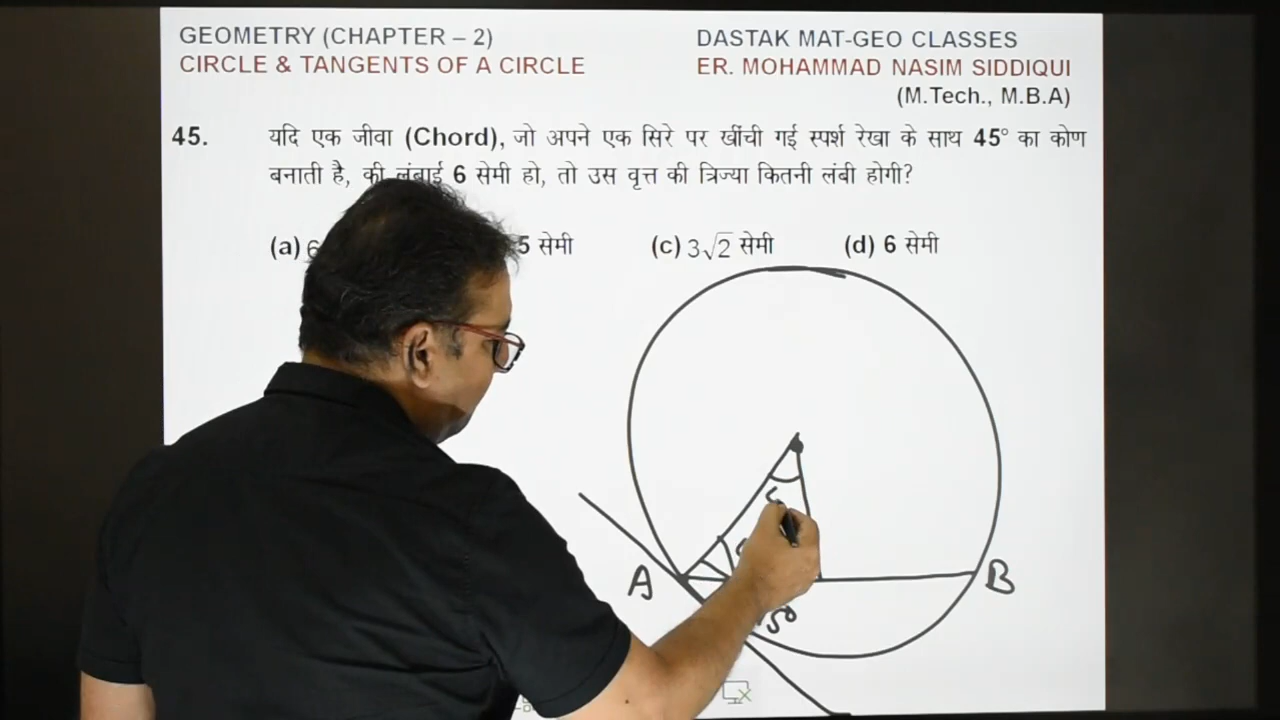 GEOMETRY (CHAPTER – 2)
CIRCLE & TANGENTS OF A CIRCLE
DASTAK MAT-GEO CLASSES
ER. MOHAMMAD NASIM SIDDIQUI
(M.Tech., M.B.A)
45. यदि एक जीवा (Chord), जो अपने एक सिरे पर खींची गई स्पर्श रेखा के साथ 45° का कोण
बनाती है, की लंबाई 6 सेमी हो, तो उस वृत्त की त्रिज्या कितनी लंबी होगी?
(a) 6 5 सेमी (c) 3√2 सेमी (d) 6 सेमी
A B